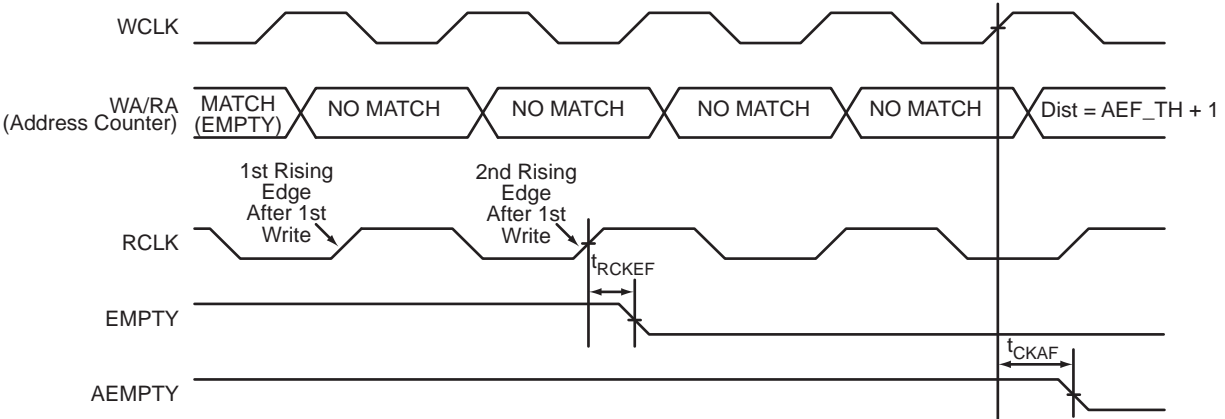 WCLK
WA/RA
(Address Counter)
MATCH
(EMPTY)
NO MATCH
NO MATCH
NO MATCH
NO MATCH
Dist = AEF_TH + 1
1st Rising
Edge
After 1st
Write
2nd Rising
Edge
After 1st
Write
RCLK
tRCKEF
EMPTY
tCKAF
AEMPTY